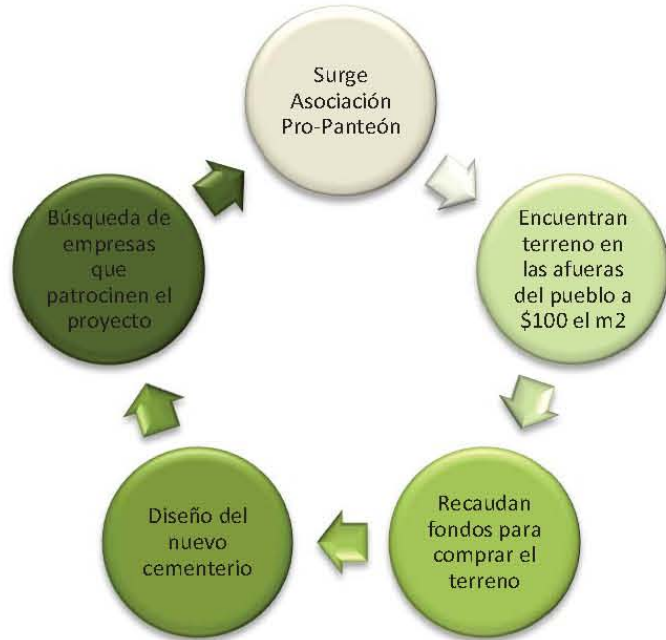 Surge
Asociación
Pro-Panteón
Encuentran
terreno en
las afueras
del pueblo a
$100 el m2
Recaudan
fondos para
comprar el
terreno
Diseño del
nuevo
cementerio
Búsqueda de
empresas
que
patrocinen el
proyecto